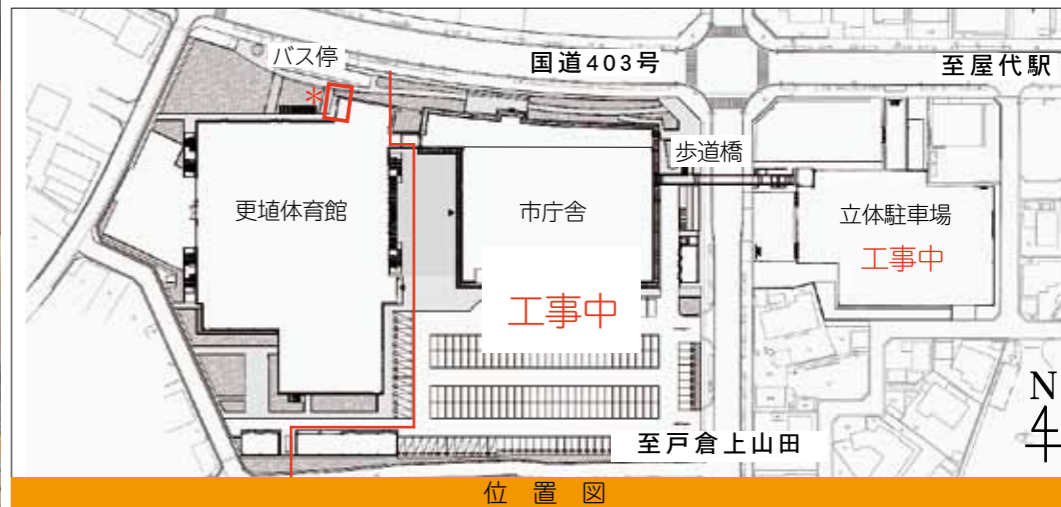 バス停
国道403号
至屋代駅
*
歩道橋
更埴体育館
市庁舎
立体駐車場
工事中
工事中
N
至戸倉上山田
位置図